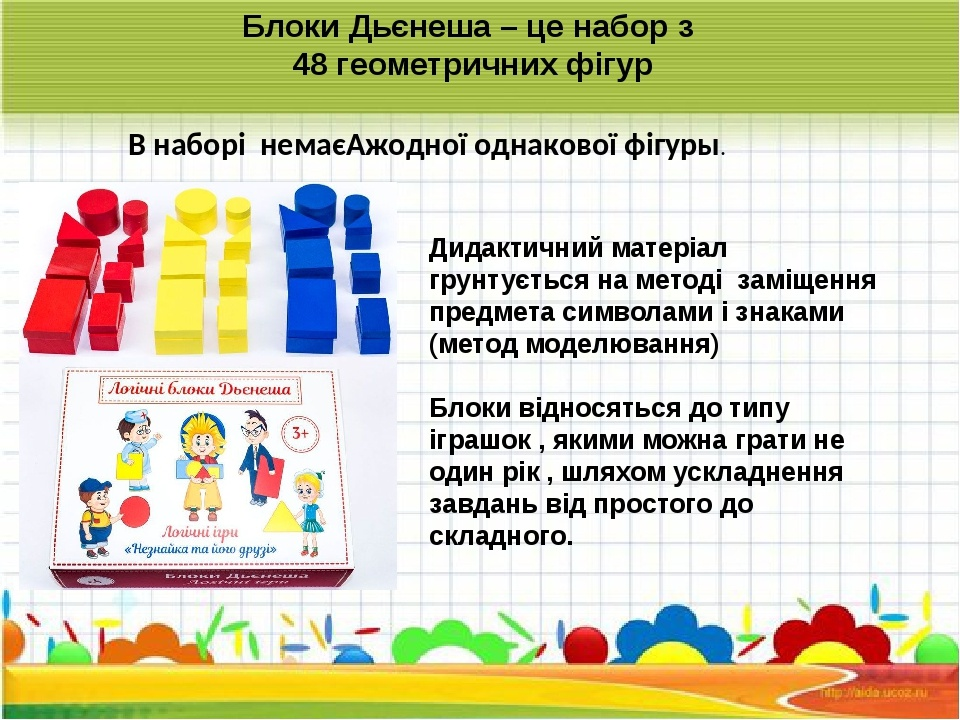 Блоки Дьєнеша – це набор з
48 геометричних фігур
В наборі немаєАжодної однакової фігуры.
Дидактичний матеріал
грунтується на методі заміщення
предмета символами і знаками
(метод моделювання)
Блоки відносяться до типу
іграшок , якими можна грати не
один рік , шляхом ускладнення
завдань від простого до
складного.
Логічні блоки Дьєнеша
3+
Логічні ігри
«Незнайка та його друзі»
Блоки Дьєнеша
Логічні ігри
http://aida.ucoz.ru